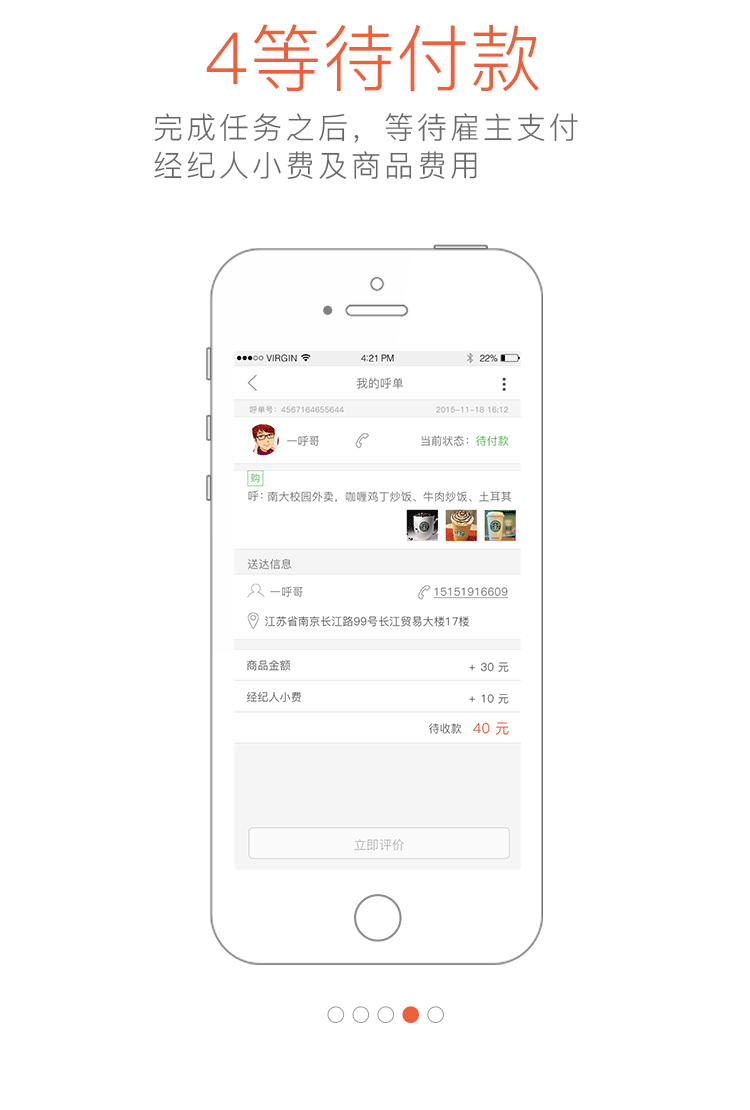 4等待付款
完成任务之后，等待雇主支付
经纪人小费及商品费用
VIRGIN 4:21 PM 22%
我的呼单
呼单号：4567164655644 2015-11-18 16:12
一呼哥 当前状态：待付款
购
呼：南大校园外卖，咖喱鸡丁炒饭、牛肉炒饭、土耳其
送达信息
一呼哥 15151916609
江苏省南京长江路99号长江贸易大楼17楼
商品金额 + 30 元
经纪人小费 + 10 元
待收款 40 元
立即评价